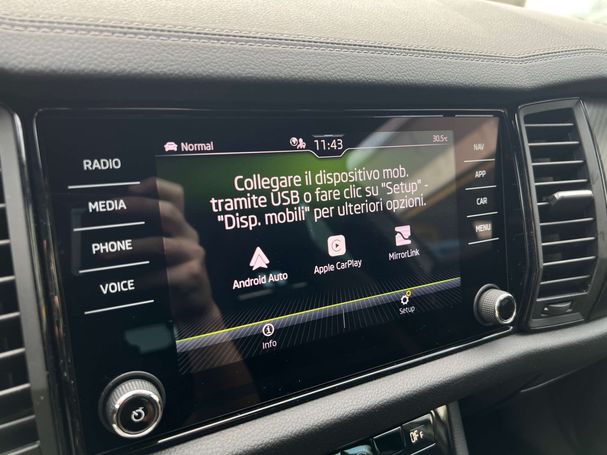 Normal
11:43
30.5°C
RADIO
MEDIA
PHONE
VOICE
Collegare il dispositivo mob.
tramite USB o fare clic su "Setup" -
"Disp. mobili" per ulteriori opzioni.
Android Auto
Apple CarPlay
MirrorLink
Info
Setup
NAV
APP
CAR
MENU
OFF